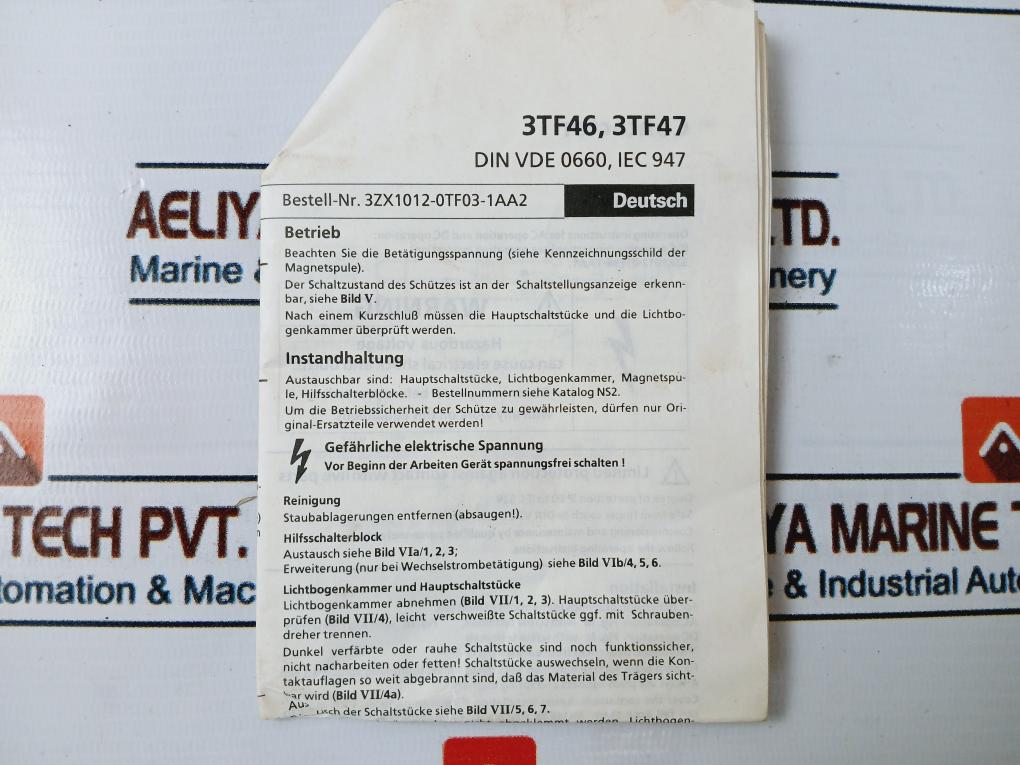 3TF46, 3TF47
DIN VDE 0660, IEC 947
Bestell-Nr. 3ZX1012-0TF03-1AA2 Deutsch
Betrieb
Beachten Sie die Betätigungsspannung (siehe Kennzeichnungsschild der
Magnetspule).
Der Schaltzustand des Schützes ist an der Schaltstellungsanzeige erkenn-
bar, siehe Bild V.
Nach einem Kurzschluß müssen die Hauptschaltstücke und die Lichtbo-
genkammer überprüft werden.
Instandhaltung
Austauschbar sind: Hauptschaltstücke, Lichtbogenkammer, Magnetspu-
le, Hilfsschalterblöcke. - Bestellnummern siehe Katalog NS2.
Um die Betriebssicherheit der Schütze zu gewährleisten, dürfen nur Ori-
ginal-Ersatzteile verwendet werden!
Gefährliche elektrische Spannung
Vor Beginn der Arbeiten Gerät spannungsfrei schalten !
Reinigung
Staubablagerungen entfernen (absaugen!).
Hilfsschalterblock
Austausch siehe Bild VIa/1, 2, 3;
Erweiterung (nur bei Wechselstrombetätigung) siehe Bild VIb/4, 5, 6.
Lichtbogenkammer und Hauptschaltstücke
Lichtbogenkammer abnehmen (Bild VII/1, 2, 3). Hauptschaltstücke über-
prüfen (Bild VII/4), leicht verschweißte Schaltstücke ggf. mit Schrauben-
dreher trennen.
Dunkel verfärbte oder rauhe Schaltstücke sind noch funktionssicher,
nicht nacharbeiten oder fetten! Schaltstücke auswechseln, wenn die Kon-
taktauflagen so weit abgebrannt sind, daß das Material des Trägers sicht-
bar wird (Bild VII/4a).
der Schaltstücke siehe Bild VII/5, 6, 7.
AELIYA LTD.
Marine & nery
TECH PVT. YA MARINE T
tomation & Mac e & Industrial Auto